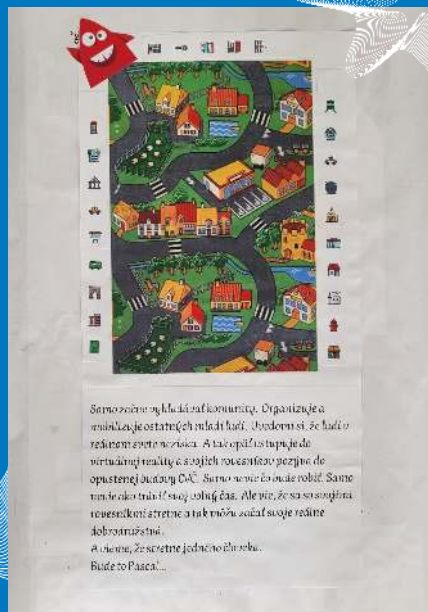 Samo začne vykladávať komunity. Organizuje a
mobilizuje ostatných mladí ľudí. Uvedomí si, že ľudí v
reálnom svete nezíska. A tak opäť vstupuje do
virtuálnej reality a svojich rovesníkov pozýva do
opustenej budovy CVČ. Samo nevie čo bude robiť. Samo
nevie ako tráviť svoj voľný čas. Ale vie, že sa so svojimi
rovesníkmi stretne a tak môžu začať svoje reálne
dobrodružstvá.
A vieme, že stretne jedného človeka.
Bude to Pascal...